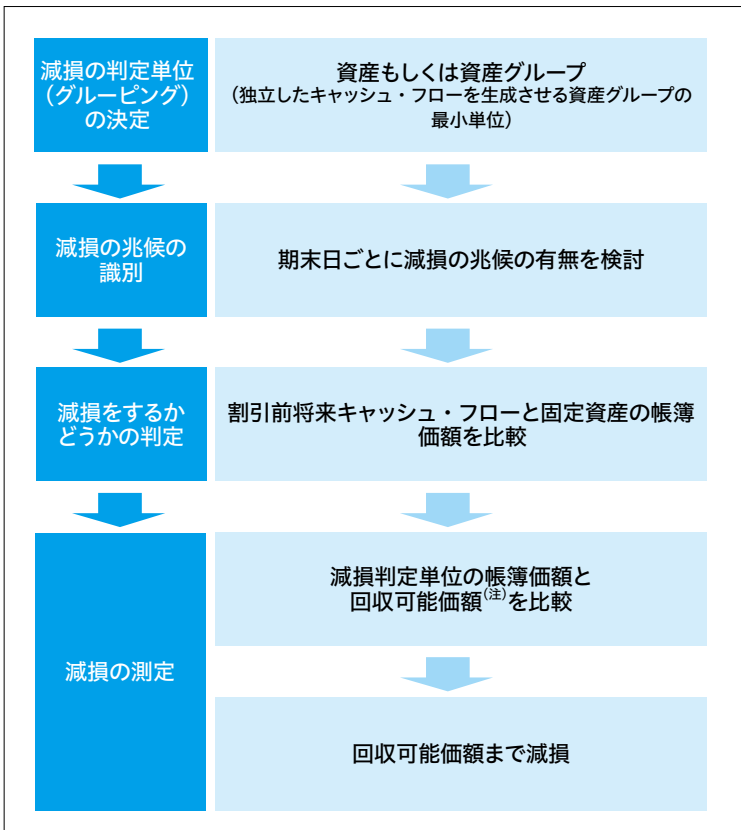 減損の判定単位
（グルーピング）
の決定
資産もしくは資産グループ
（独立したキャッシュ・フローを生成させる資産グループの
最小単位）
減損の兆候の
識別
期末日ごとに減損の兆候の有無を検討
減損をするか
どうかの判定
割引前将来キャッシュ・フローと固定資産の帳簿
価額を比較
減損の測定
減損判定単位の帳簿価額と
回収可能価額(注)を比較
回収可能価額まで減損